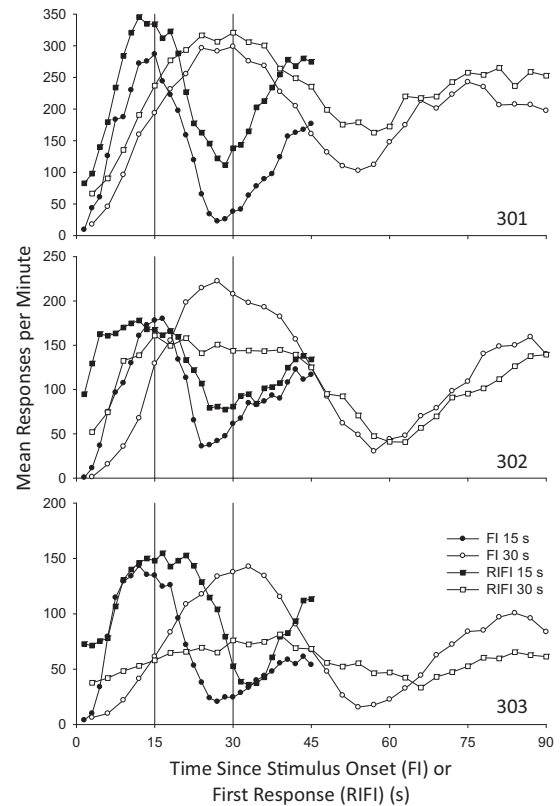 350
300
250
200
150
100
50
0
301
250
200
150
100
50
0
302
Mean Responses per Minute
200
150
100
50
0
FI 15 s
FI 30 s
RIFI 15 s
RIFI 30 s
303
0 15 30 45 60 75 90
Time Since Stimulus Onset (FI) or
First Response (RIFI) (s)